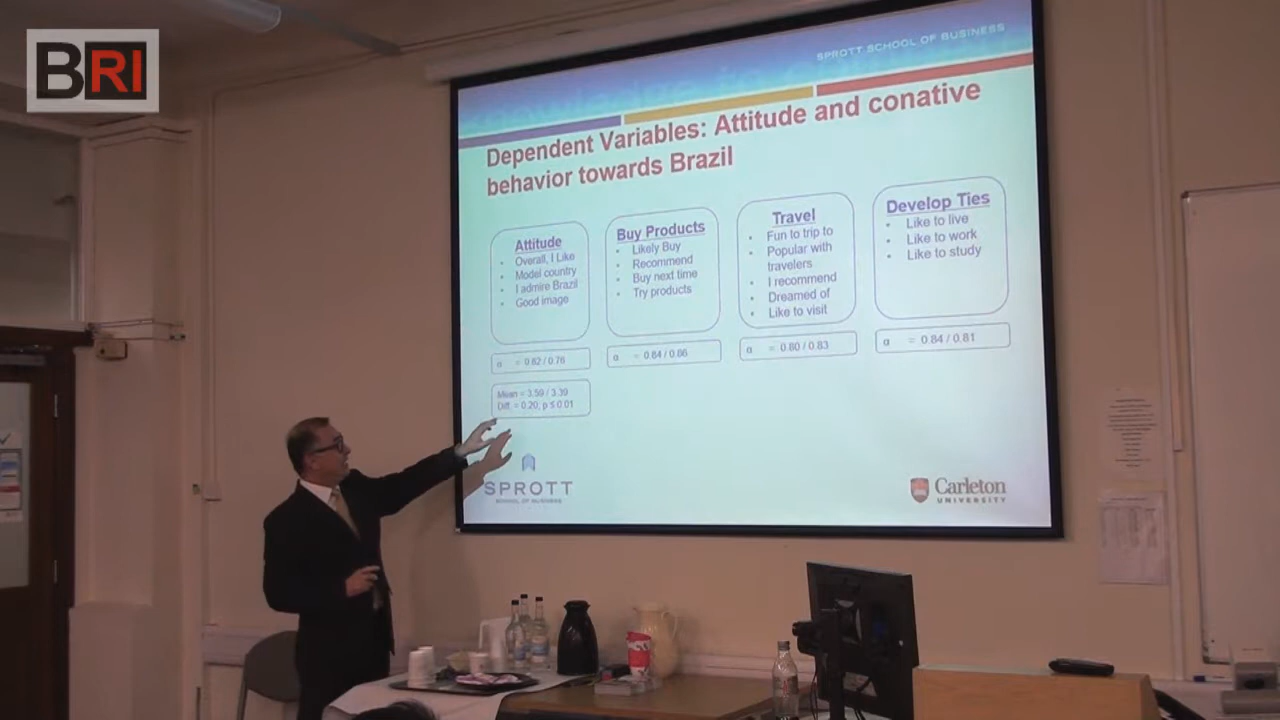 BRI
SPROTT SCHOOL OF BUSINESS
Dependent Variables: Attitude and conative
behavior towards Brazil
Attitude
• Overall, I Like
• Model country
• I admire Brazil
• Good image
α = 0.82 / 0.76
Mean = 3.59 / 3.39
Diff. = 0.20; p ≤ 0.01
Buy Products
• Likely Buy
• Recommend
• Buy next time
• Try products
α = 0.84 / 0.86
Travel
• Fun to trip to
• Popular with
travelers
• I recommend
• Dreamed of
• Like to visit
α = 0.80 / 0.83
Develop Ties
• Like to live
• Like to work
• Like to study
α = 0.84 / 0.81
SPROTT
SCHOOL OF BUSINESS
Carleton
UNIVERSITY